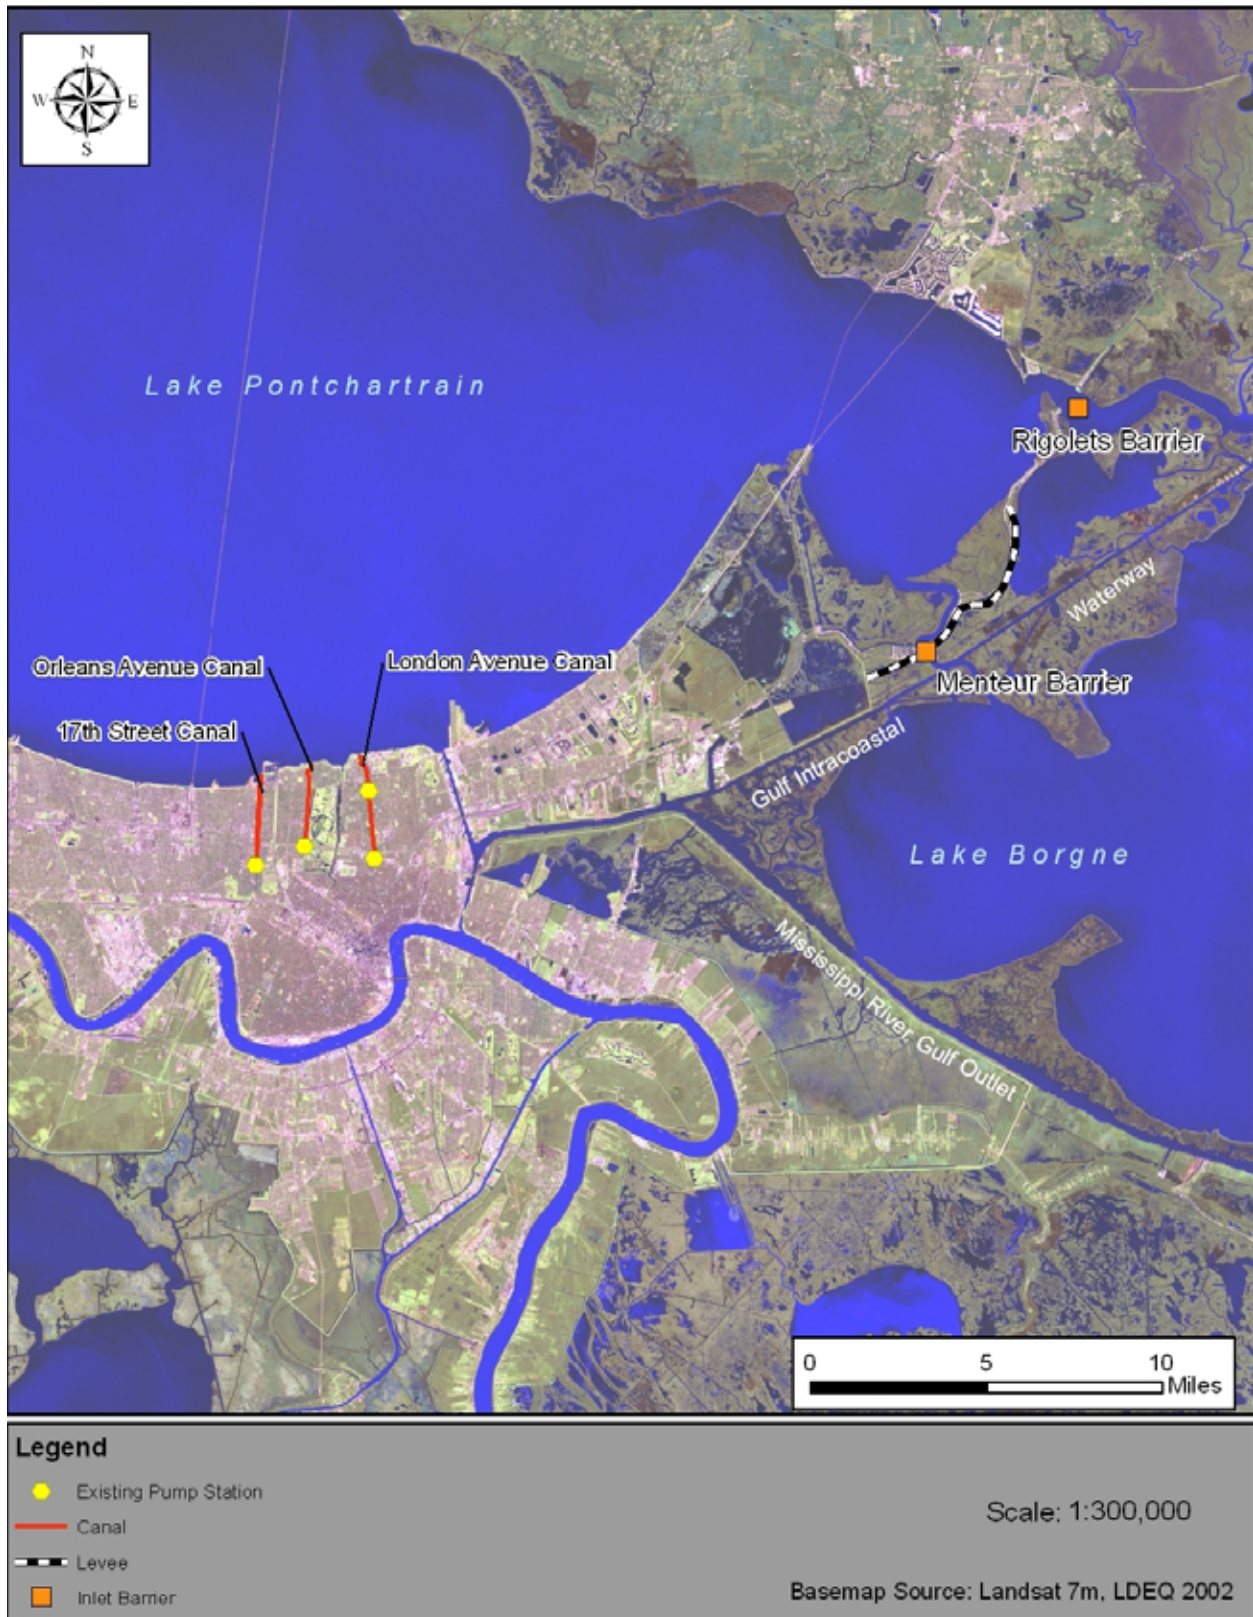 N
W E
S
Lake Pontchartrain
Rigolets Barrier
Waterway
Orleans Avenue Canal
London Avenue Canal
Menteur Barrier
17th Street Canal
Gulf Intracoastal
Lake Borgne
Mississippi River, Gulf Outlet
0 5 10
Miles
Legend
Existing Pump Station
Canal
Levee
Inlet Barrier
Scale: 1:300,000
Basemap Source: Landsat 7m, LDEQ 2002